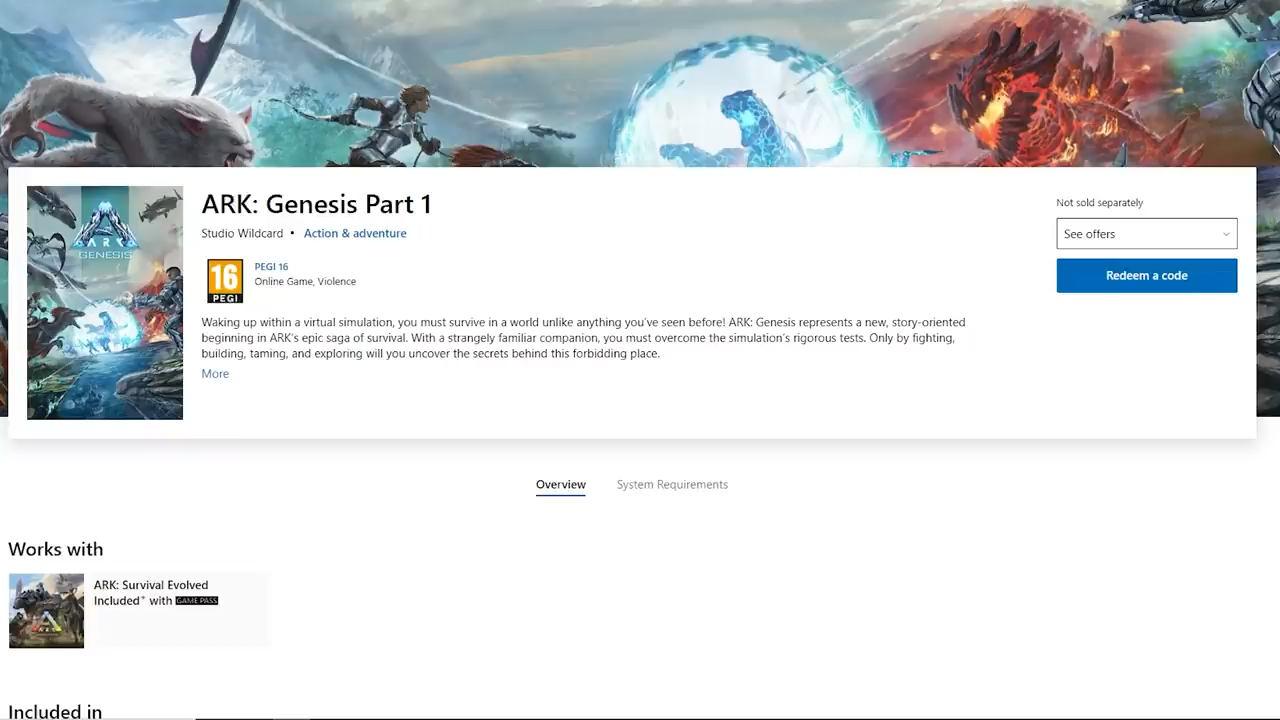 ARK: Genesis Part 1
Studio Wildcard • Action & adventure
16
PEGI
PEGI 16
Online Game, Violence
Waking up within a virtual simulation, you must survive in a world unlike anything you've seen before! ARK: Genesis represents a new, story-oriented
beginning in ARK's epic saga of survival. With a strangely familiar companion, you must overcome the simulation's rigorous tests. Only by fighting,
building, taming, and exploring will you uncover the secrets behind this forbidding place.
More
Not sold separately
See offers
Redeem a code
ARK
GENESIS
Overview
System Requirements
Works with
ARK: Survival Evolved
Included* with GAME PASS
ARK
Included in